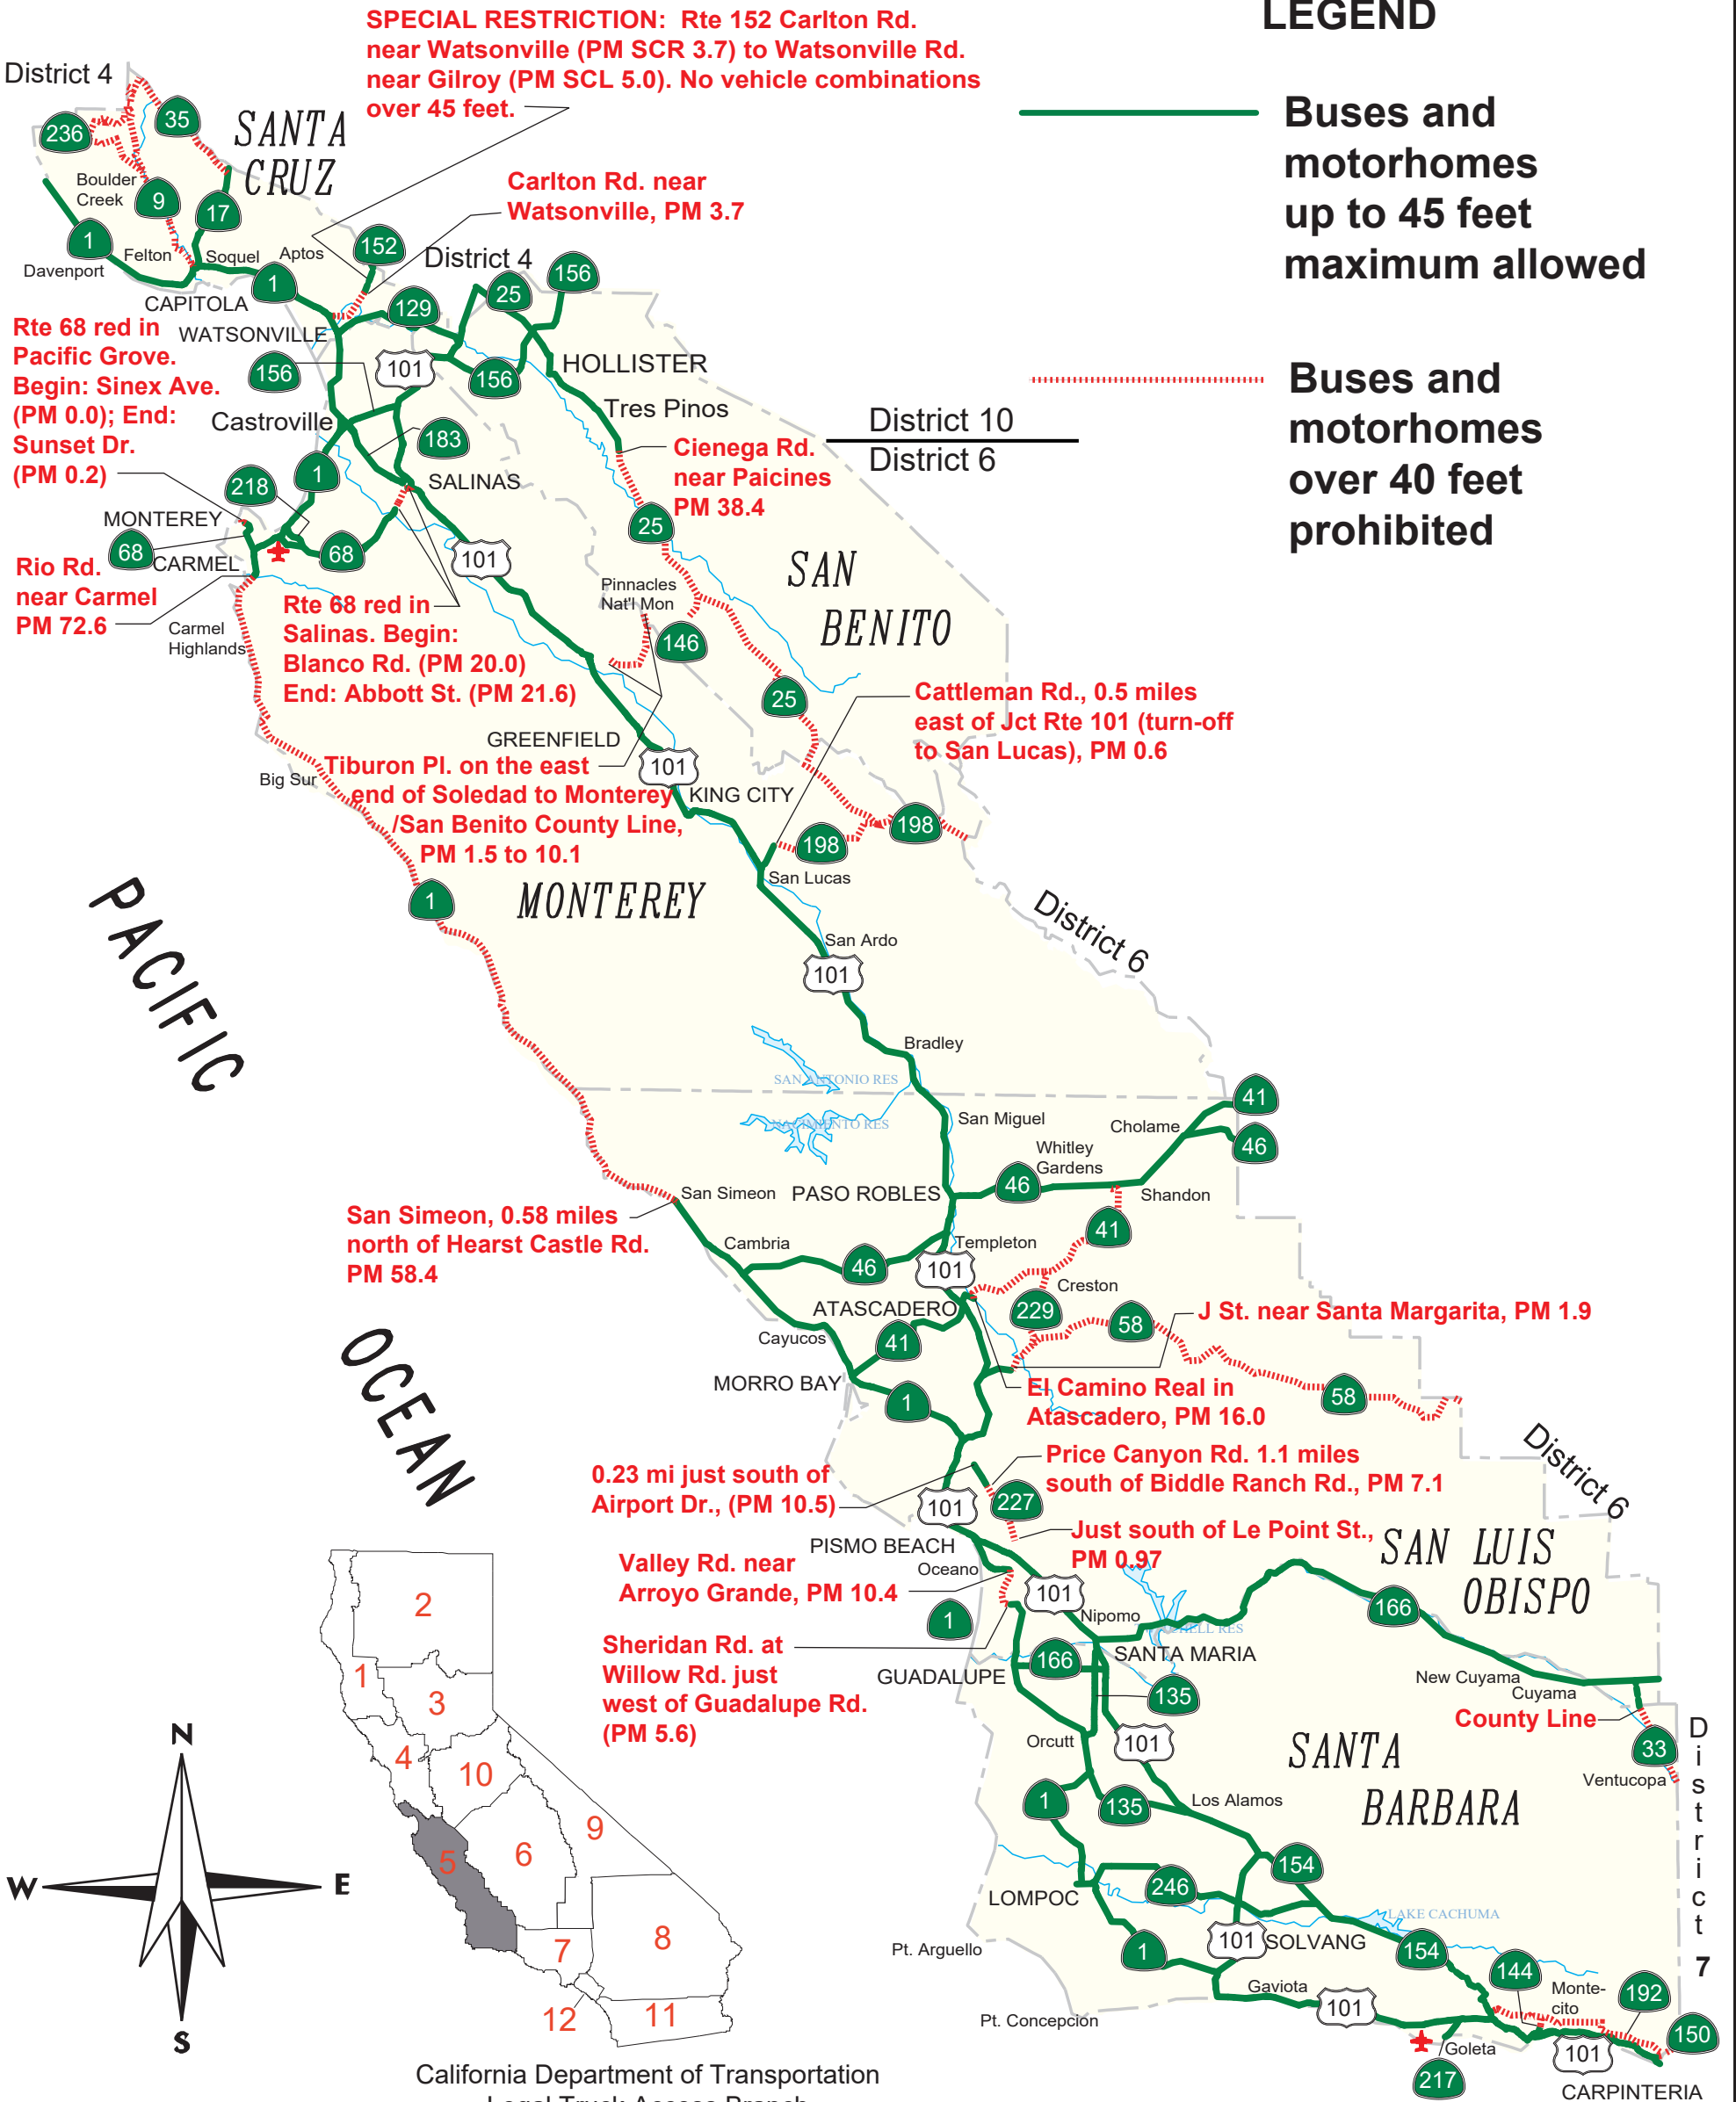 LEGEND
Buses and
motorhomes
up to 45 feet
maximum allowed
Buses and
motorhomes
over 40 feet
prohibited
SPECIAL RESTRICTION: Rte 152 Carlton Rd.
near Watsonville (PM SCR 3.7) to Watsonville Rd.
near Gilroy (PM SCL 5.0). No vehicle combinations
over 45 feet.
District 4
236
35
SANTA
CRUZ
Boulder
Creek
9
17
1
Davenport
Felton
Soquel
Aptos
Carlton Rd. near
Watsonville, PM 3.7
152
District 4
156
25
1
CAPITOLA
129
WATSONVILLE
Rte 68 red in
Pacific Grove.
Begin: Sinex Ave.
(PM 0.0); End:
Sunset Dr.
(PM 0.2)
156
101
156
HOLLISTER
Tres Pinos
Castroville
183
District 10
District 6
Cienega Rd.
near Paicines
PM 38.4
1
218
SALINAS
MONTEREY
68
CARMEL
68
101
25
Rio Rd.
near Carmel
PM 72.6
Carmel
Highlands
Rte 68 red in
Salinas. Begin:
Blanco Rd. (PM 20.0)
End: Abbott St. (PM 21.6)
Pinnacles
Nat'l Mon
146
SAN
BENITO
25
Cattleman Rd., 0.5 miles
east of Jct Rte 101 (turn-off
to San Lucas), PM 0.6
GREENFIELD
Big Sur
Tiburon Pl. on the east
end of Soledad to Monterey
/San Benito County Line,
PM 1.5 to 10.1
101
KING CITY
198
198
San Lucas
1
MONTEREY
District 6
San Ardo
101
PACIFIC
Bradley
SAN ANTONIO RES
NACIMIENTO RES
San Miguel
Cholame
41
46
Whitley
Gardens
46
Shandon
San Simeon
PASO ROBLES
San Simeon, 0.58 miles
north of Hearst Castle Rd.
PM 58.4
41
Cambria
46
Templeton
101
Creston
229
58
ATASCADERO
J St. near Santa Margarita, PM 1.9
OCEAN
Cayucos
41
MORRO BAY
1
El Camino Real in
Atascadero, PM 16.0
58
District 6
Price Canyon Rd. 1.1 miles
south of Biddle Ranch Rd., PM 7.1
0.23 mi just south of
Airport Dr., (PM 10.5)
101
227
Just south of Le Point St.,
PM 0.97
PISMO BEACH
Oceano
SAN LUIS
OBISPO
Valley Rd. near
Arroyo Grande, PM 10.4
101
1
Nipomo
166
Sheridan Rd. at
Willow Rd. just
west of Guadalupe Rd.
(PM 5.6)
166
SANTA MARIA
GUADALUPE
135
New Cuyama
Cuyama
County Line
33
Ventucopa
District 7
Orcutt
101
SANTA
BARBARA
1
135
Los Alamos
154
LOMPOC
246
LAKE CACHUMA
Pt. Arguello
1
101
SOLVANG
154
144
Monte-
cito
192
Gaviota
101
Pt. Concepcion
150
Goleta
101
217
CARPINTERIA
N
W
E
S
2
1
3
4
10
9
5
6
7
8
12
11
California Department of Transportation
Legal Truck Access Branch